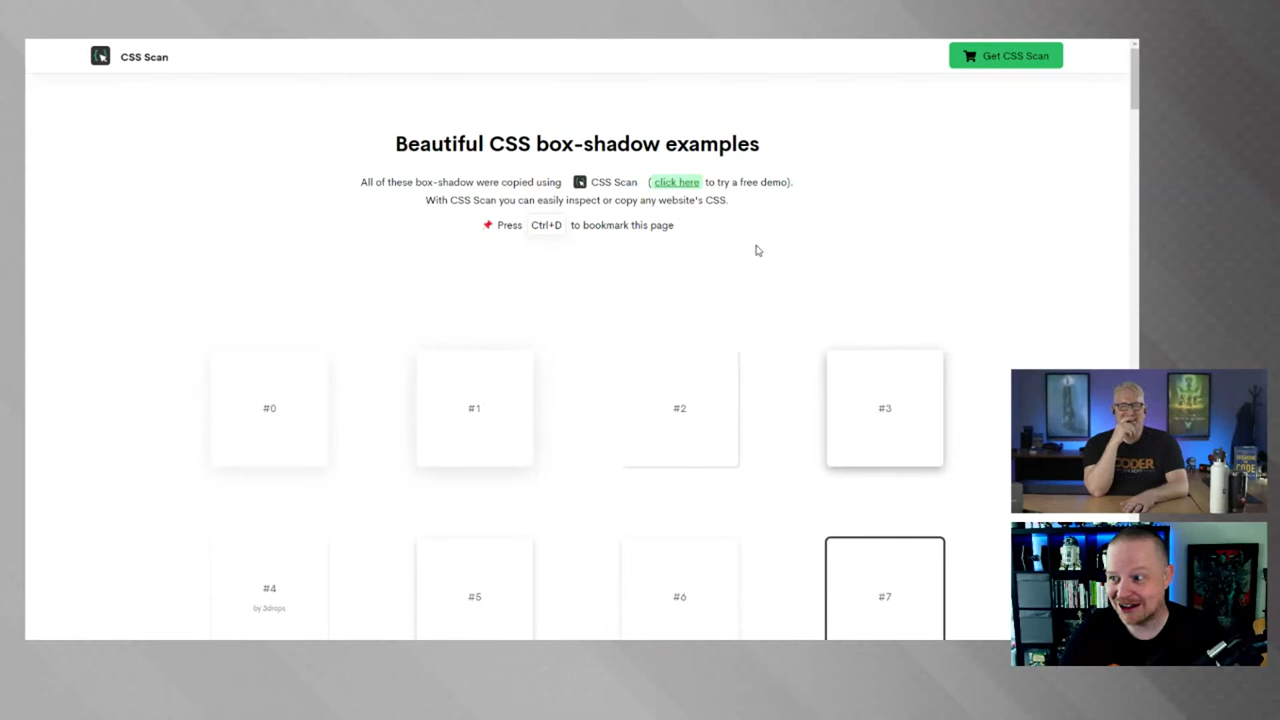 CSS Scan
Get CSS Scan
Beautiful CSS box-shadow examples
All of these box-shadow were copied using CSS Scan ( click here to try a free demo).
With CSS Scan you can easily inspect or copy any website's CSS.
Press Ctrl+D to bookmark this page
#0
#1
#2
#3
#4
by 3drops
#5
#6
#7
CODER
CODE